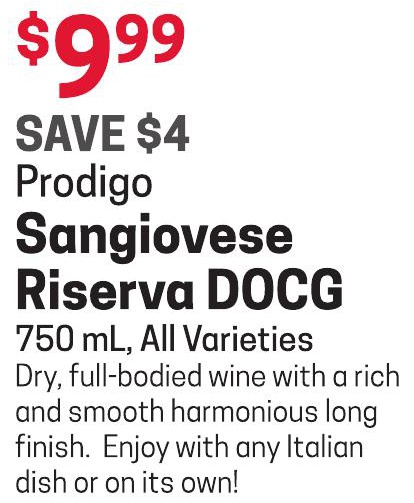 $9.99
SAVE $4
Prodigo
Sangiovese
Riserva DOCG
750 mL, All Varieties
Dry, full-bodied wine with a rich
and smooth harmonious long
finish. Enjoy with any Italian
dish or on its own!